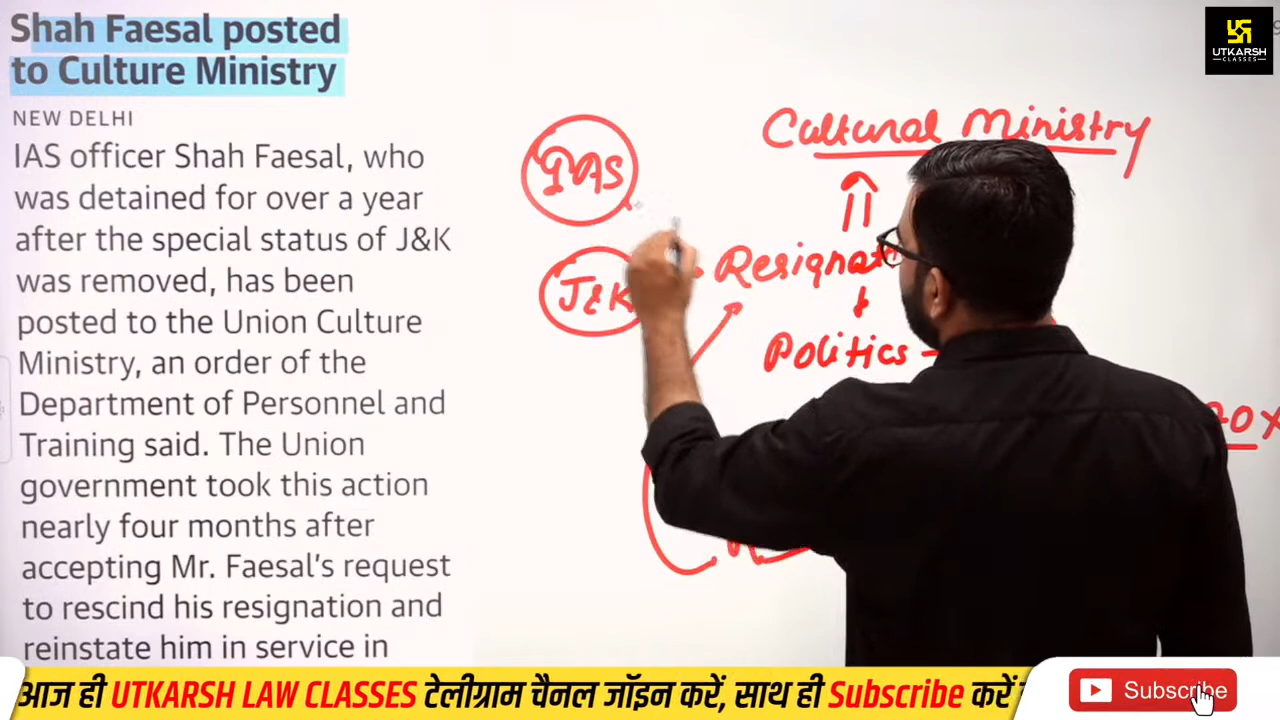 Shah Faesal posted
to Culture Ministry
NEW DELHI
IAS officer Shah Faesal, who
was detained for over a year
after the special status of J&K
was removed, has been
posted to the Union Culture
Ministry, an order of the
Department of Personnel and
Training said. The Union
government took this action
nearly four months after
accepting Mr. Faesal's request
to rescind his resignation and
reinstate him in service in
UTKARSH
CLASSES
Cultural Ministry
IAS
J&K
Resignat
Politics
70 X
आज ही UTKARSH LAW CLASSES टेलीग्राम चैनल जॉइन करें, साथ ही Subscribe करें
Subscribe